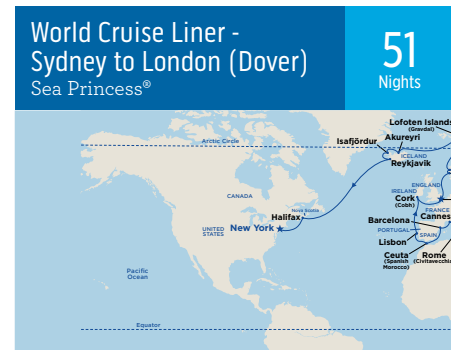 World Cruise Liner -
Sydney to London (Dover)
Sea Princess®
51
Nights
Lofoten Islands
(Gravdal)
Arctic Circle
Isafjördur
Akureyri
ICELAND
Reykjavik
CANADA
ENGLAND
IRELAND
Cork
(Cobh)
Nova Scotia
FRANCE
Halifax
Barcelona
Cannes
UNITED
STATES
New York
PORTUGAL
SPAIN
Lisbon
Ceuta
(Spanish
Morocco)
Rome
(Civitavecchia
Pacific
Ocean
Equator